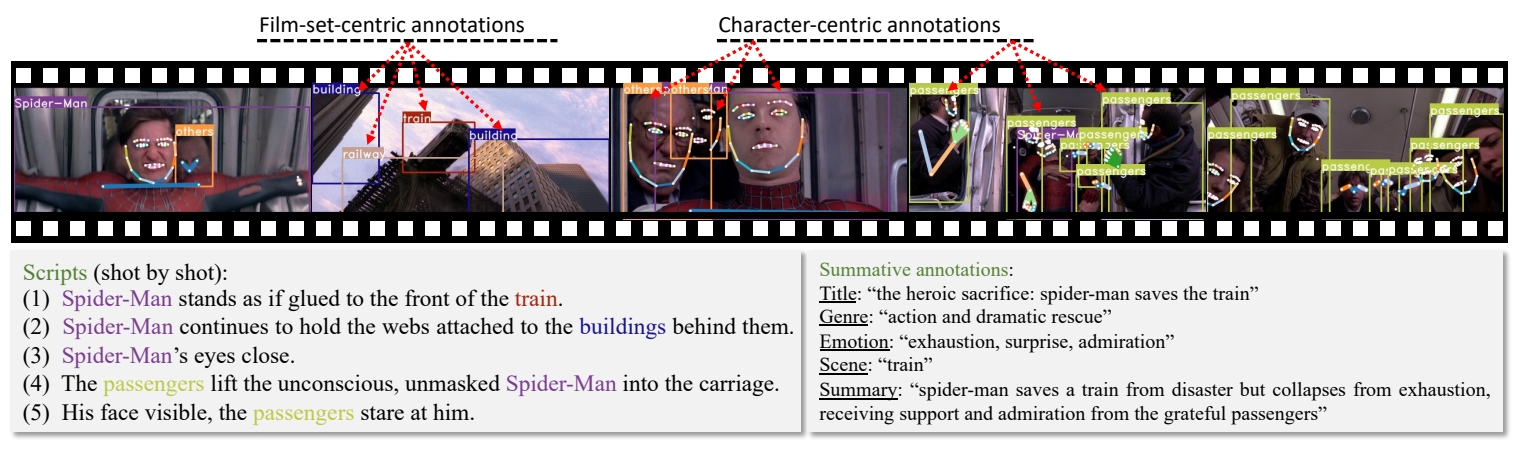 Film-set-centric annotations
Character-centric annotations
Spider-Man
others
building
train
building
railway
others
others
passengers
passengers
Spider-Ma
passengers
passengers
passengers
passengers
passengers
passengers
passengers
passengers
Scripts (shot by shot):
(1) Spider-Man stands as if glued to the front of the train.
(2) Spider-Man continues to hold the webs attached to the buildings behind them.
(3) Spider-Man's eyes close.
(4) The passengers lift the unconscious, unmasked Spider-Man into the carriage.
(5) His face visible, the passengers stare at him.
Summative annotations:
Title: “the heroic sacrifice: spider-man saves the train”
Genre: “action and dramatic rescue”
Emotion: “exhaustion, surprise, admiration”
Scene: “train”
Summary: “spider-man saves a train from disaster but collapses from exhaustion,
receiving support and admiration from the grateful passengers”